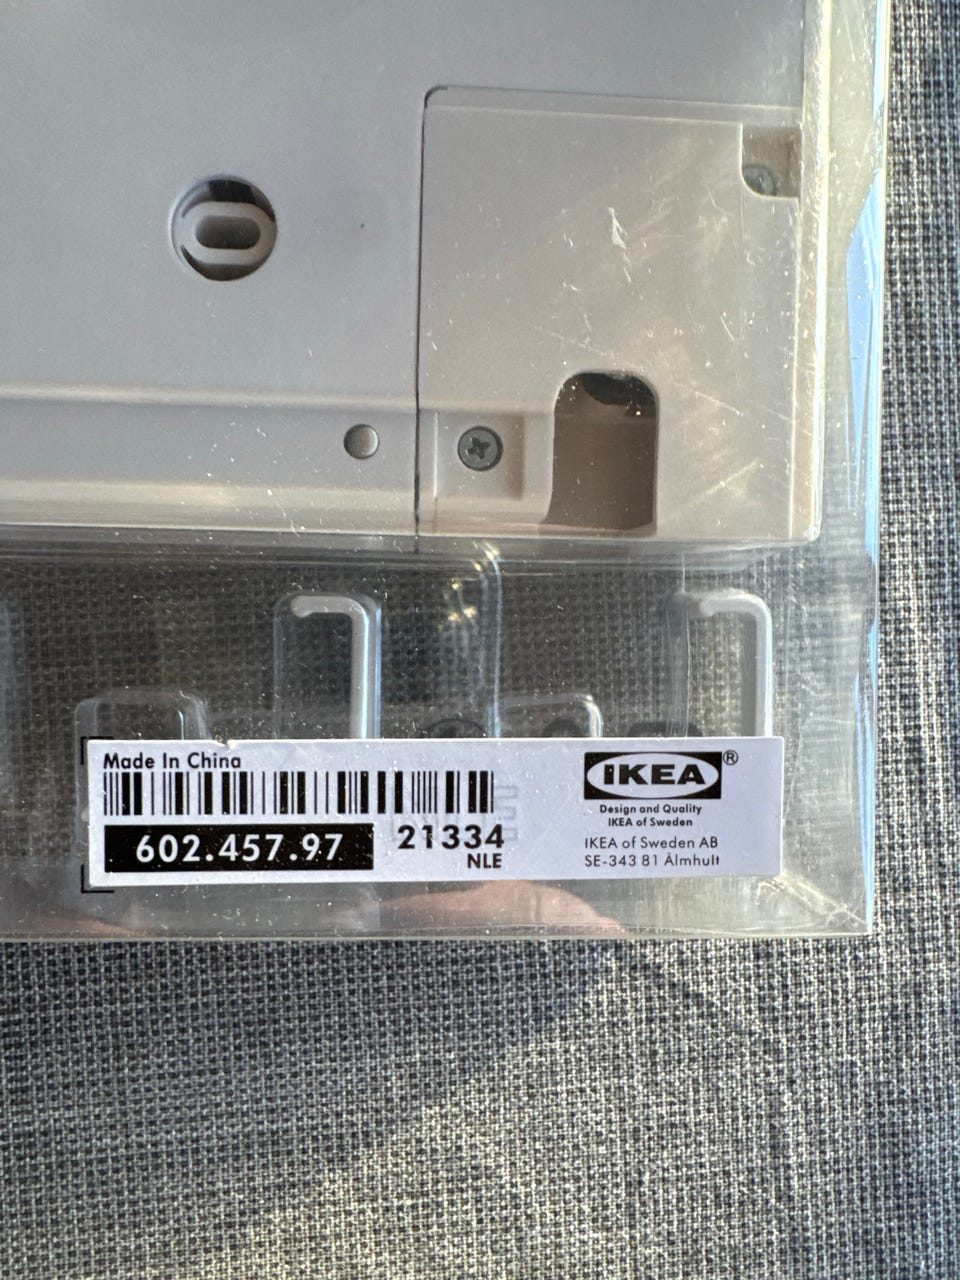 Made In China
602.457.97
21334
NLE
IKEA®
Design and Quality
IKEA of Sweden
IKEA of Sweden AB
SE-343 81 Älmhult